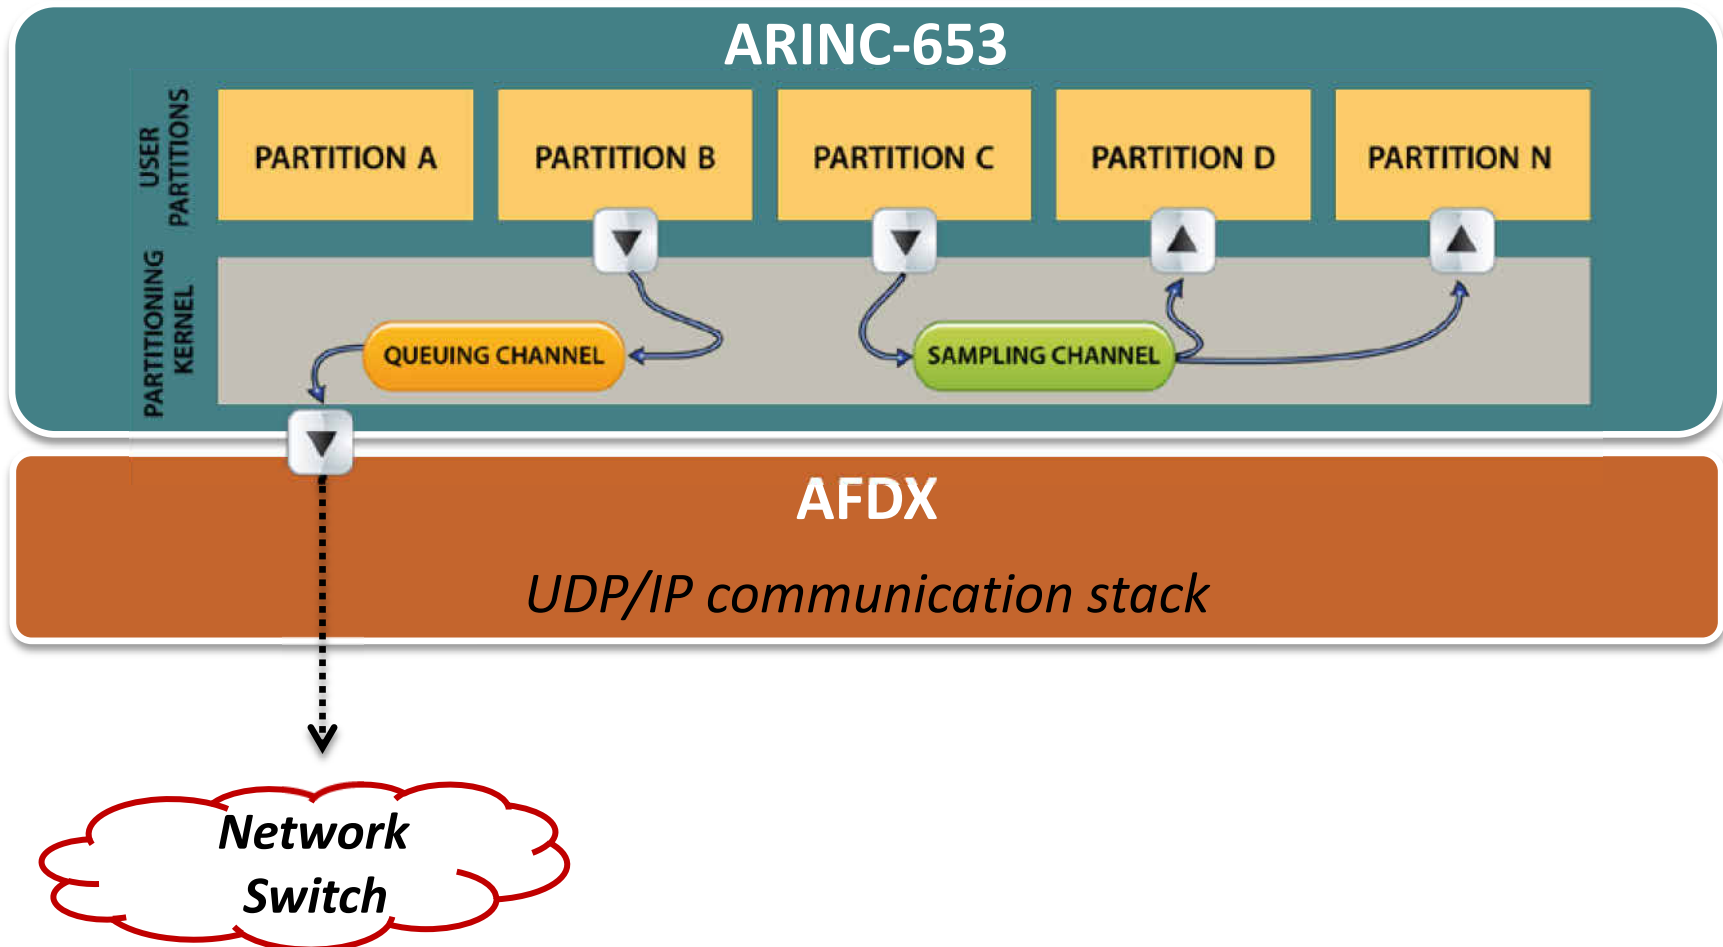 ARINC-653
USER
PARTITIONS
PARTITION A
PARTITION B
PARTITION C
PARTITION D
PARTITION N
PARTITIONING
KERNEL
QUEUING CHANNEL
SAMPLING CHANNEL
AFDX
UDP/IP communication stack
Network
Switch